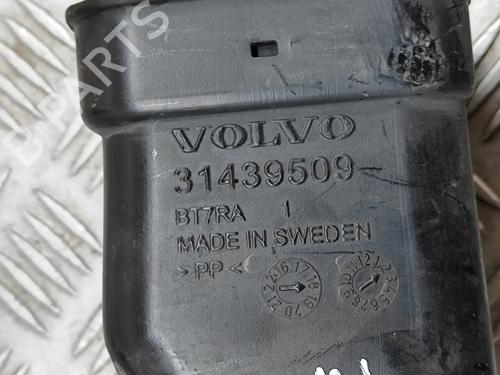 VOLVO
31439509
BT7RA 1
MADE IN SWEDEN
>PP<
B-PARTS